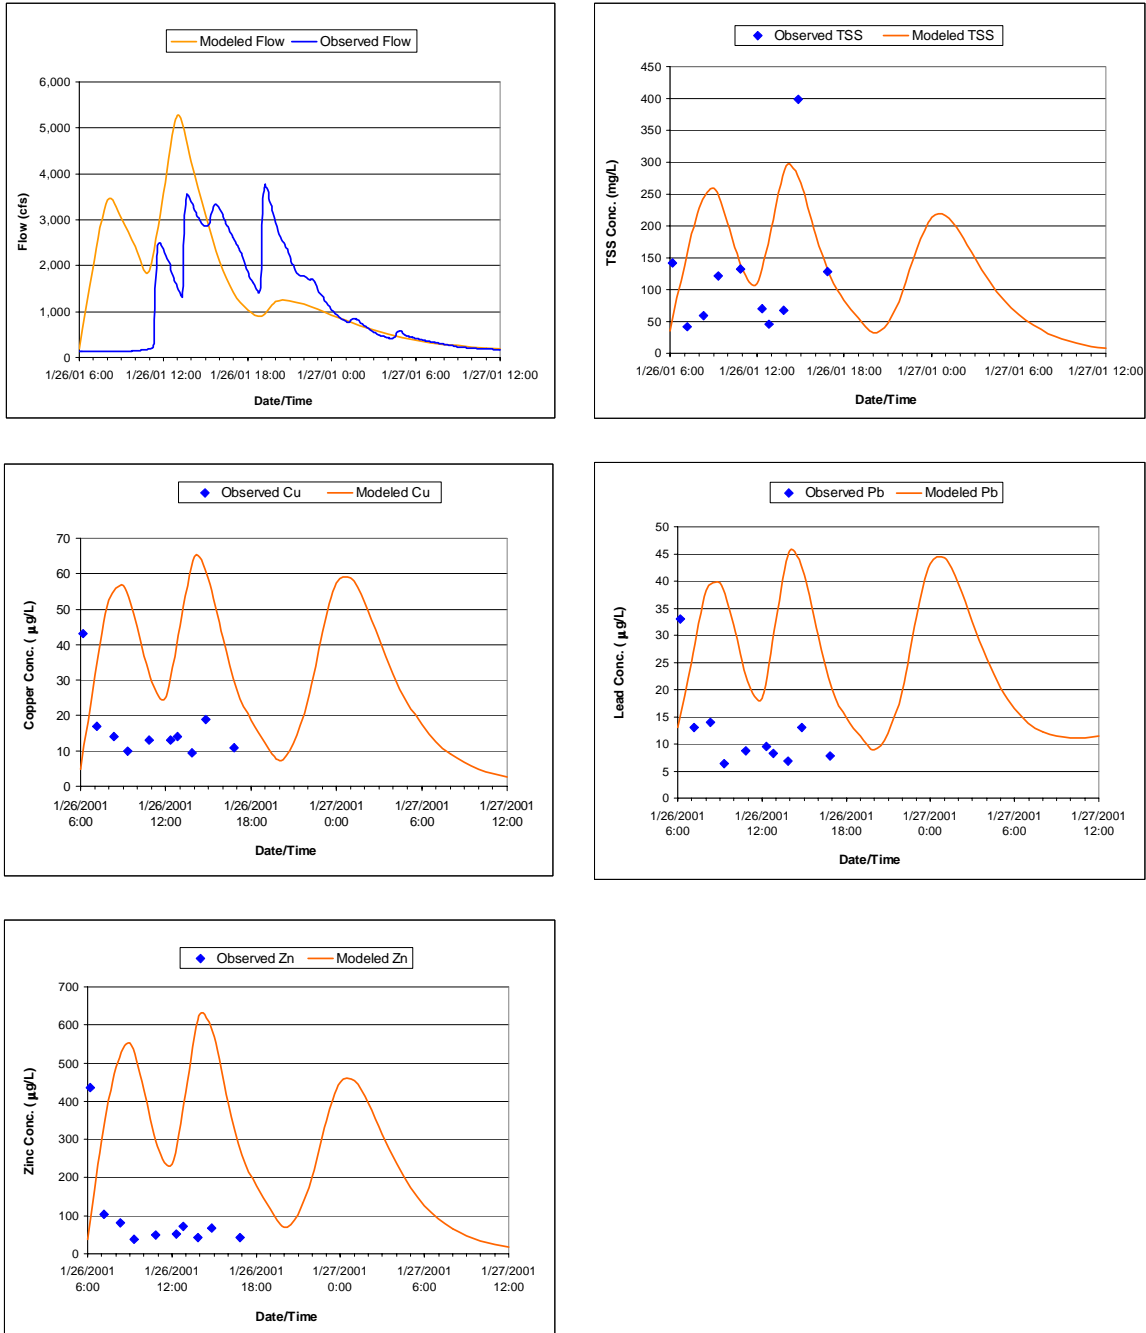 Modeled Flow Observed Flow
6,000
5,000
4,000
3,000
2,000
1,000
0
Flow (cfs)
1/26/01 6:00 1/26/01 12:00 1/26/01 18:00 1/27/01 0:00 1/27/01 6:00 1/27/01 12:00
Date/Time
Observed TSS Modeled TSS
450
400
350
300
250
200
150
100
50
0
TSS Conc. (mg/L)
1/26/01 6:00 1/26/01 12:00 1/26/01 18:00 1/27/01 0:00 1/27/01 6:00 1/27/01 12:00
Date/Time
Observed Cu Modeled Cu
70
60
50
40
30
20
10
0
Copper Conc. ( µg/L)
1/26/2001 1/26/2001 1/26/2001 1/27/2001 1/27/2001 1/27/2001
6:00 12:00 18:00 0:00 6:00 12:00
Date/Time
Observed Pb Modeled Pb
50
45
40
35
30
25
20
15
10
5
0
Lead Conc. ( µg/L)
1/26/2001 1/26/2001 1/26/2001 1/27/2001 1/27/2001 1/27/2001
6:00 12:00 18:00 0:00 6:00 12:00
Date/Time
Observed Zn Modeled Zn
700
600
500
400
300
200
100
0
Zinc Conc. ( µg/L)
1/26/2001 1/26/2001 1/26/2001 1/27/2001 1/27/2001 1/27/2001
6:00 12:00 18:00 0:00 6:00 12:00
Date/Time